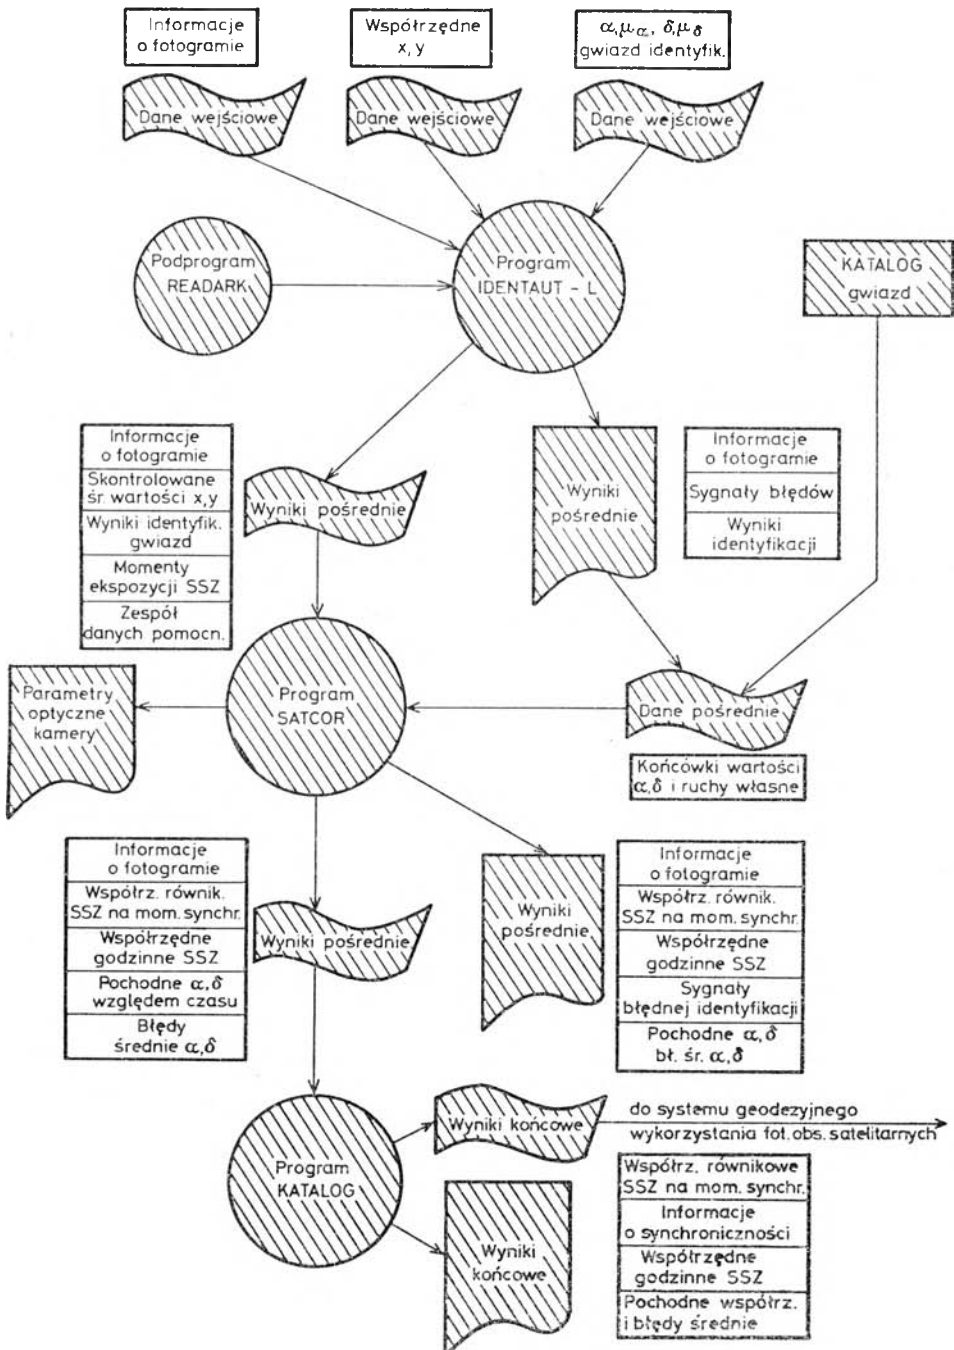 Informacje
o fotogramie
Współrzędne
x, y
α,μα, δ,μδ
gwiazd identyfik.
Dane wejściowe
Dane wejściowe
Dane wejściowe
Podprogram
READARK
Program
IDENTAUT - L
KATALOG
gwiazd
Informacje
o fotogramie
Skontrolowane
śr. wartości x,y
Wyniki identyfik.
gwiazd
Momenty
ekspozycji SSZ
Zespół
danych pomocn.
Wyniki pośrednie
Wyniki
pośrednie
Informacje
o fotogramie
Sygnały błędów
Wyniki
identyfikacji
Parametry
optyczne
kamery
Program
SATCOR
Dane pośrednie
Końcówki wartości
α,δ i ruchy własne
Informacje
o fotogramie
Współrz. równik.
SSZ na mom. synchr.
Współrzędne
godzinne SSZ
Pochodne α,δ
względem czasu
Błędy
średnie α,δ
Wyniki pośrednie
Wyniki
pośrednie
Informacje
o fotogramie
Współrz. równik.
SSZ na mom. synchr.
Współrzędne
godzinne SSZ
Sygnały
błędnej identyfikacji
Pochodne α,δ
bł. śr. α,δ
Program
KATALOG
Wyniki końcowe
do systemu geodezyjnego
wykorzystania fot. obs. satelitarnych
Wyniki
końcowe
Współrz. równikowe
SSZ na mom. synchr.
Informacje
o synchroniczności
Współrzędne
godzinne SSZ
Pochodne współrz.
i błędy średnie